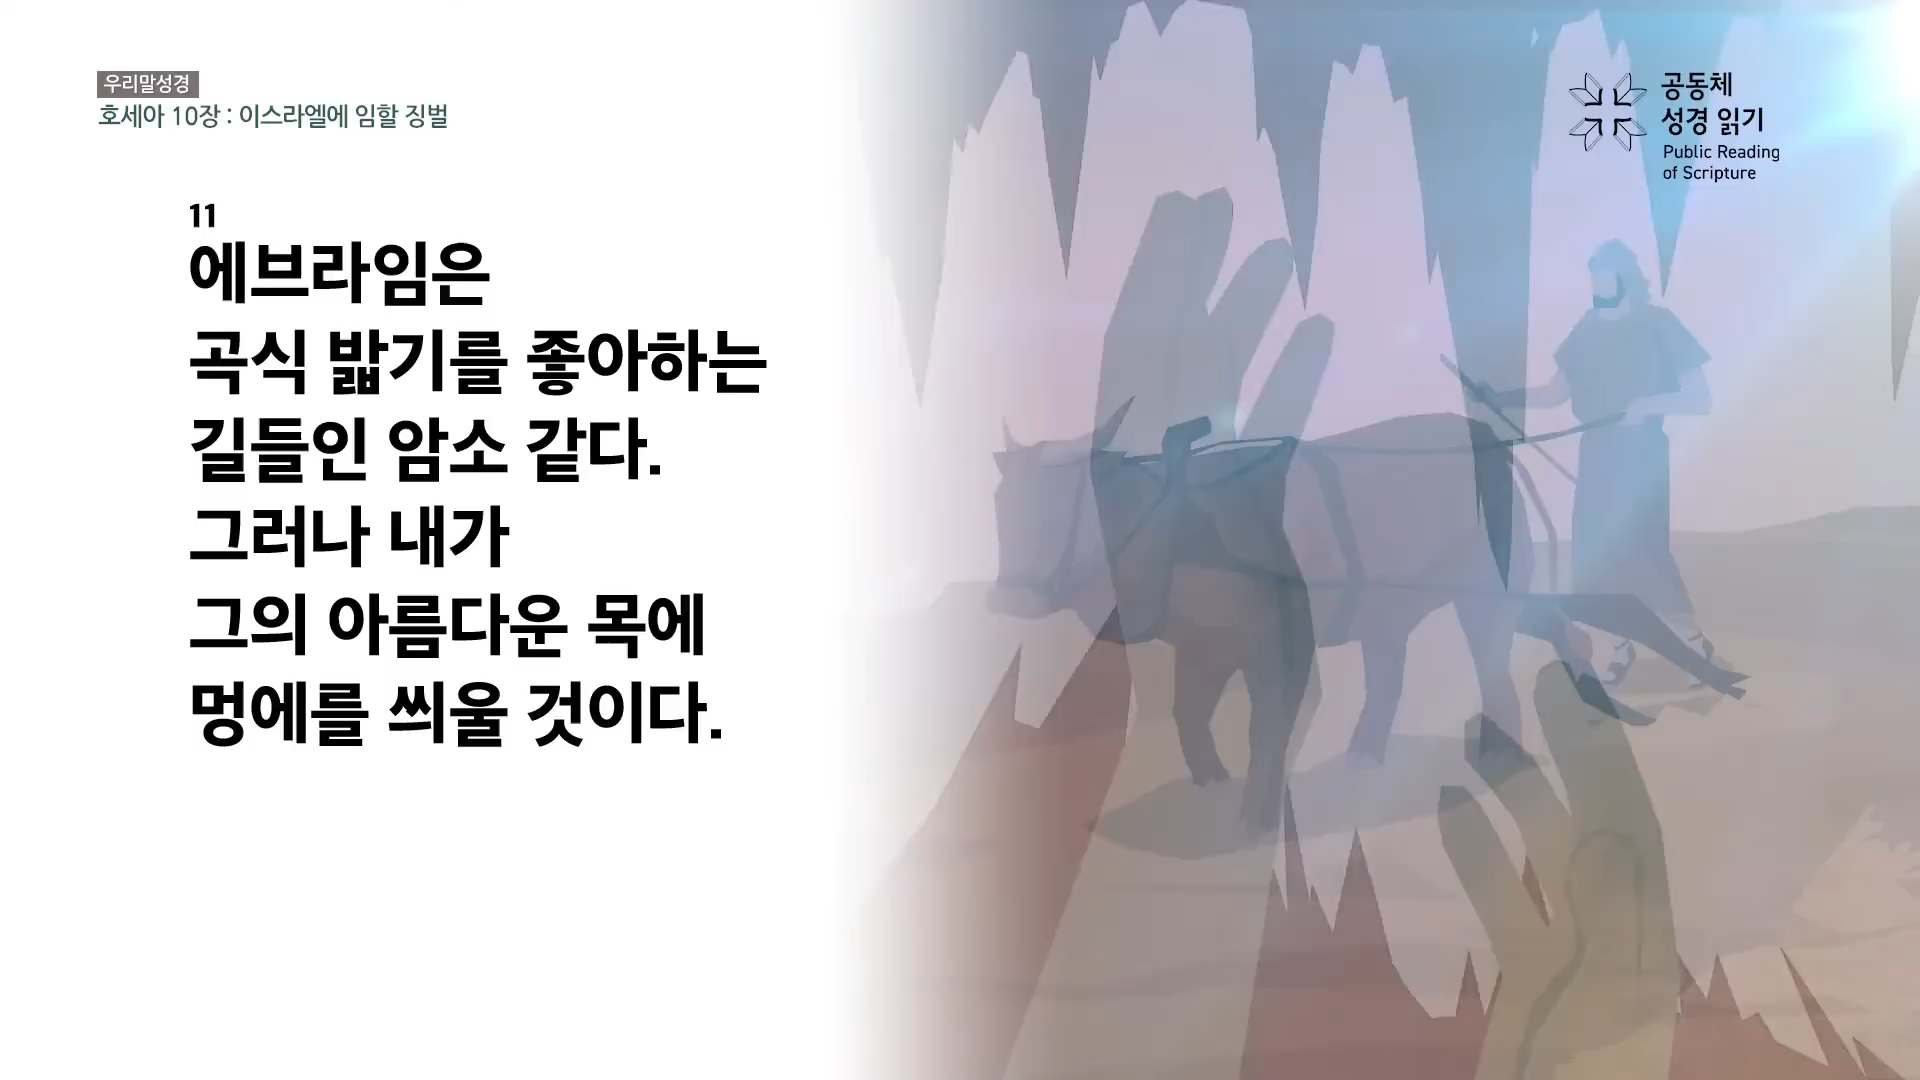 우리말성경
호세아 10장 : 이스라엘에 임할 징벌
공동체
성경 읽기
Public Reading
of Scripture
11
에브라임은
곡식 밟기를 좋아하는
길들인 암소 같다.
그러나 내가
그의 아름다운 목에
멍에를 씌울 것이다.